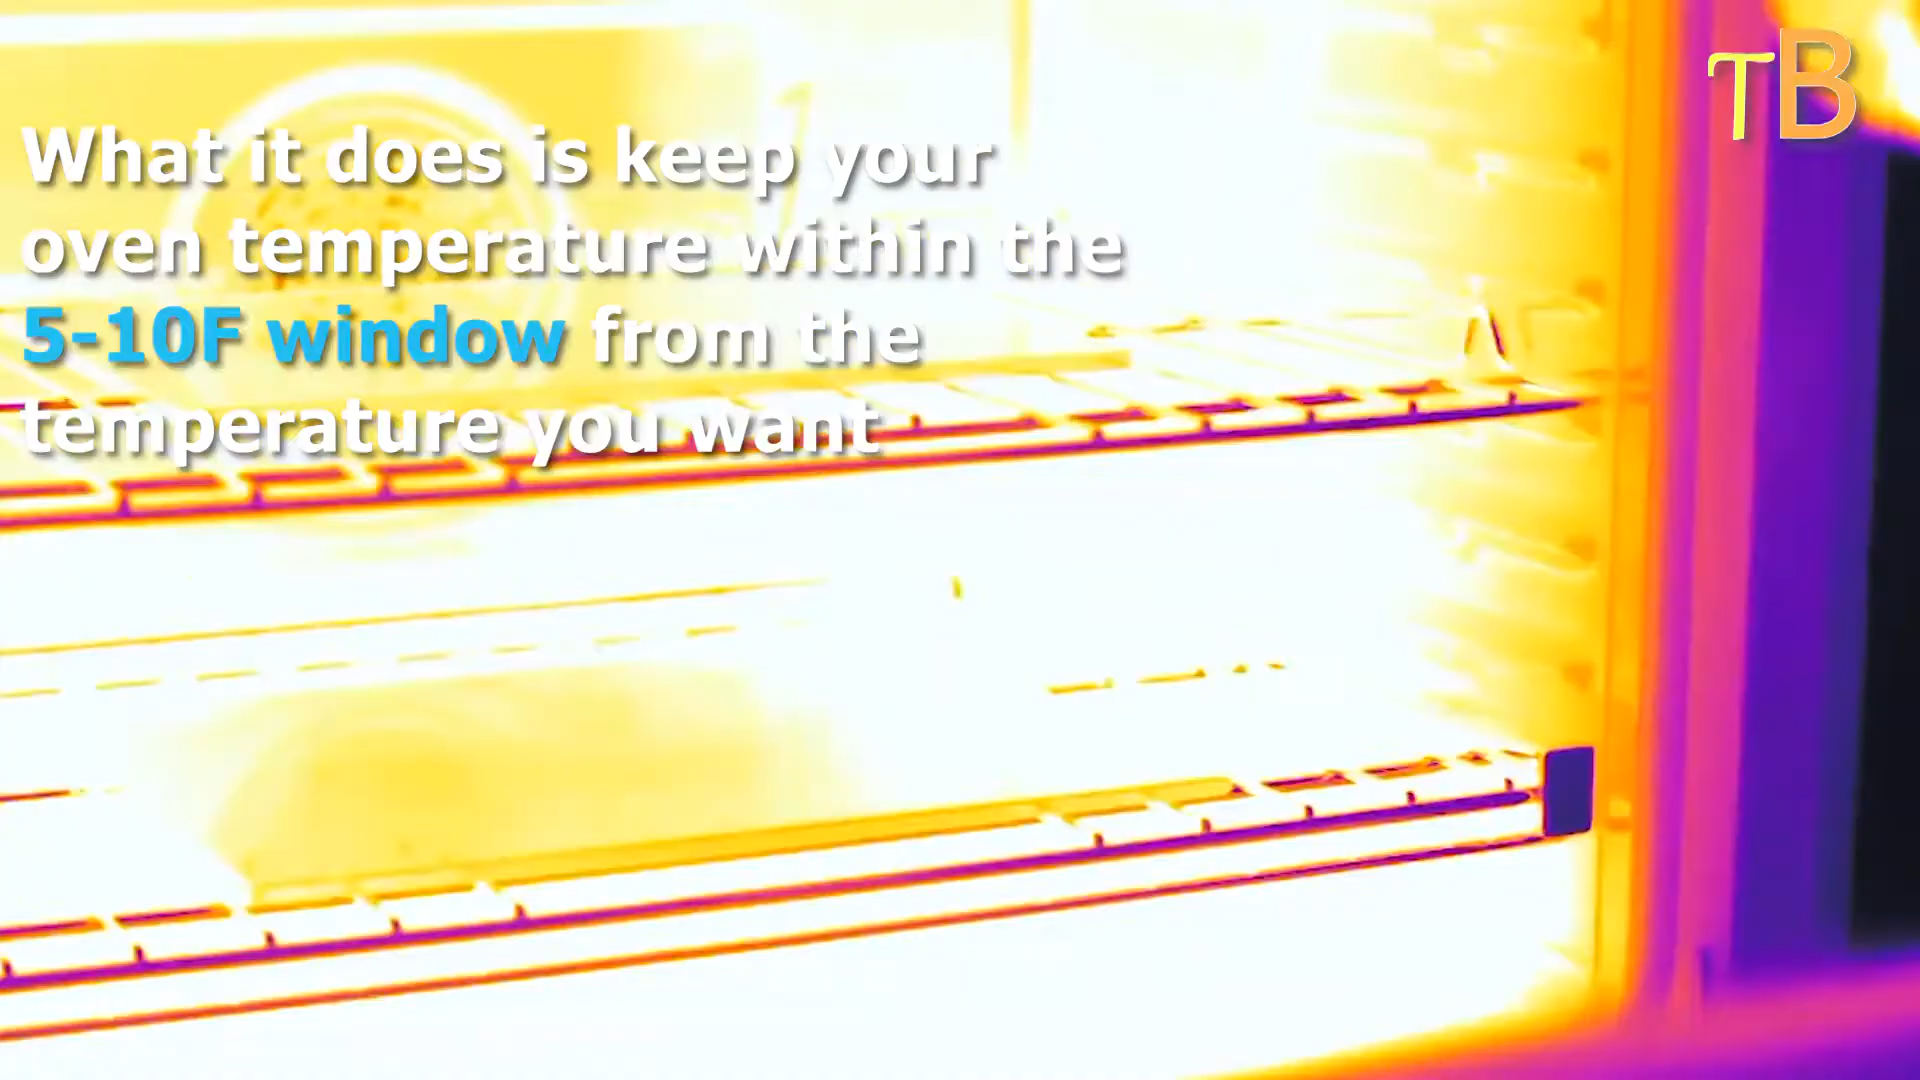 TB
What it does is keep your
oven temperature within the
5-10F window from the
temperature you want